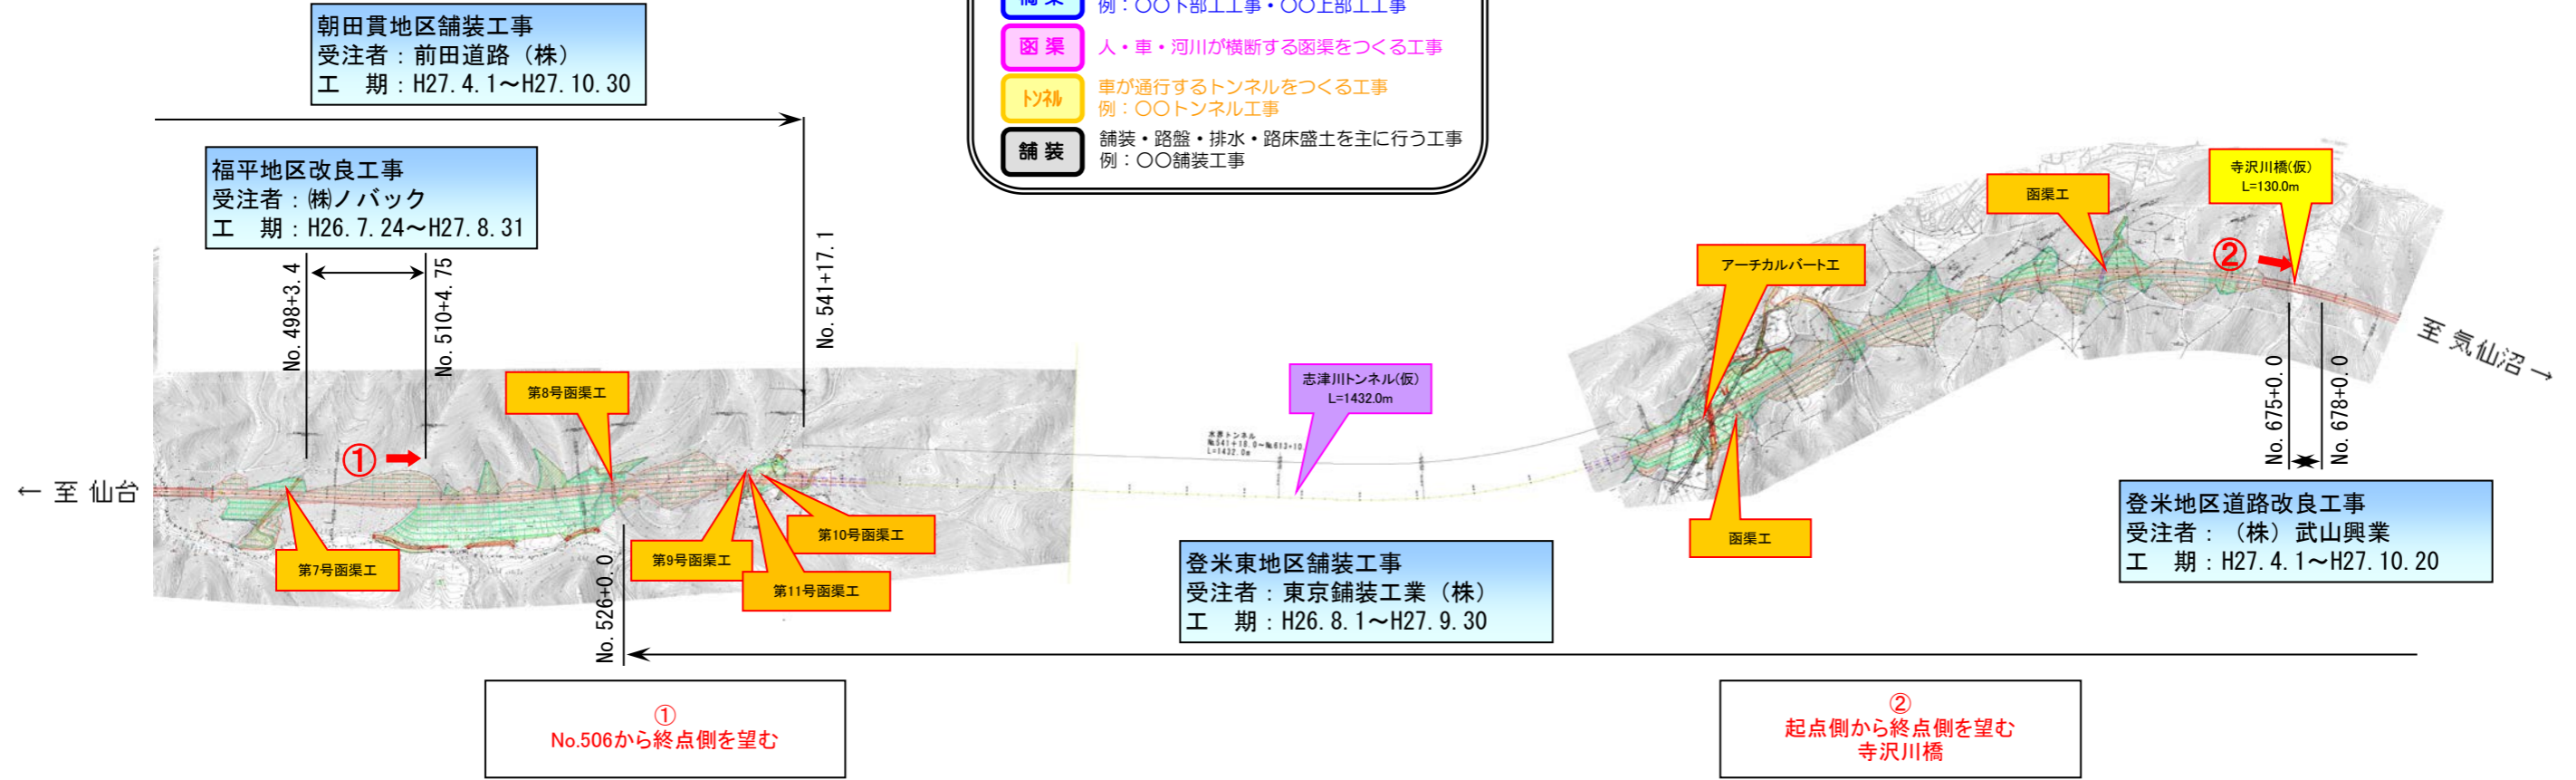 朝田貫地区舗装工事
受注者：前田道路（株）
工　期：H27.4.1～H27.10.30
福平地区改良工事
受注者：㈱ノバック
工　期：H26.7.24～H27.8.31
例：〇〇下部工工事・〇〇上部工工事
函渠
人・車・河川が横断する函渠をつくる工事
トンネル
車が通行するトンネルをつくる工事
例：〇〇トンネル工事
舗装
舗装・路盤・排水・路床盛土を主に行う工事
例：〇〇舗装工事
No.498+3.4
No.510+4.75
No.541+17.1
①
← 至 仙台
第7号函渠工
第8号函渠工
第9号函渠工
第10号函渠工
第11号函渠工
No.526+0.0
志津川トンネル(仮)
L=1432.0m
水界トンネル
№541+18.0～№613+10
L=1432.0m
アーチカルバート工
函渠工
函渠工
寺沢川橋(仮)
L=130.0m
②
至 気仙沼 →
No.675+0.0
No.678+0.0
登米東地区舗装工事
受注者：東京鋪装工業（株）
工　期：H26.8.1～H27.9.30
登米地区道路改良工事
受注者：（株）武山興業
工　期：H27.4.1～H27.10.20
①
No.506から終点側を望む
②
起点側から終点側を望む
寺沢川橋